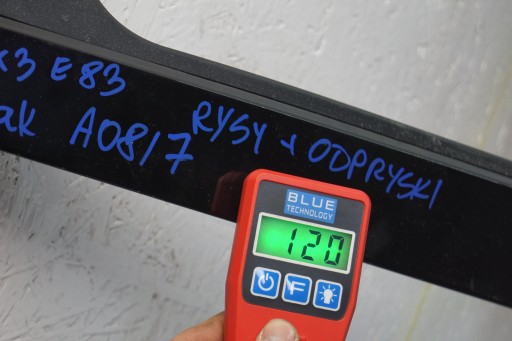 x3 E83
ak A08/7
RYSY + ODPRYSKI
BLUE
TECHNOLOGY
120
F